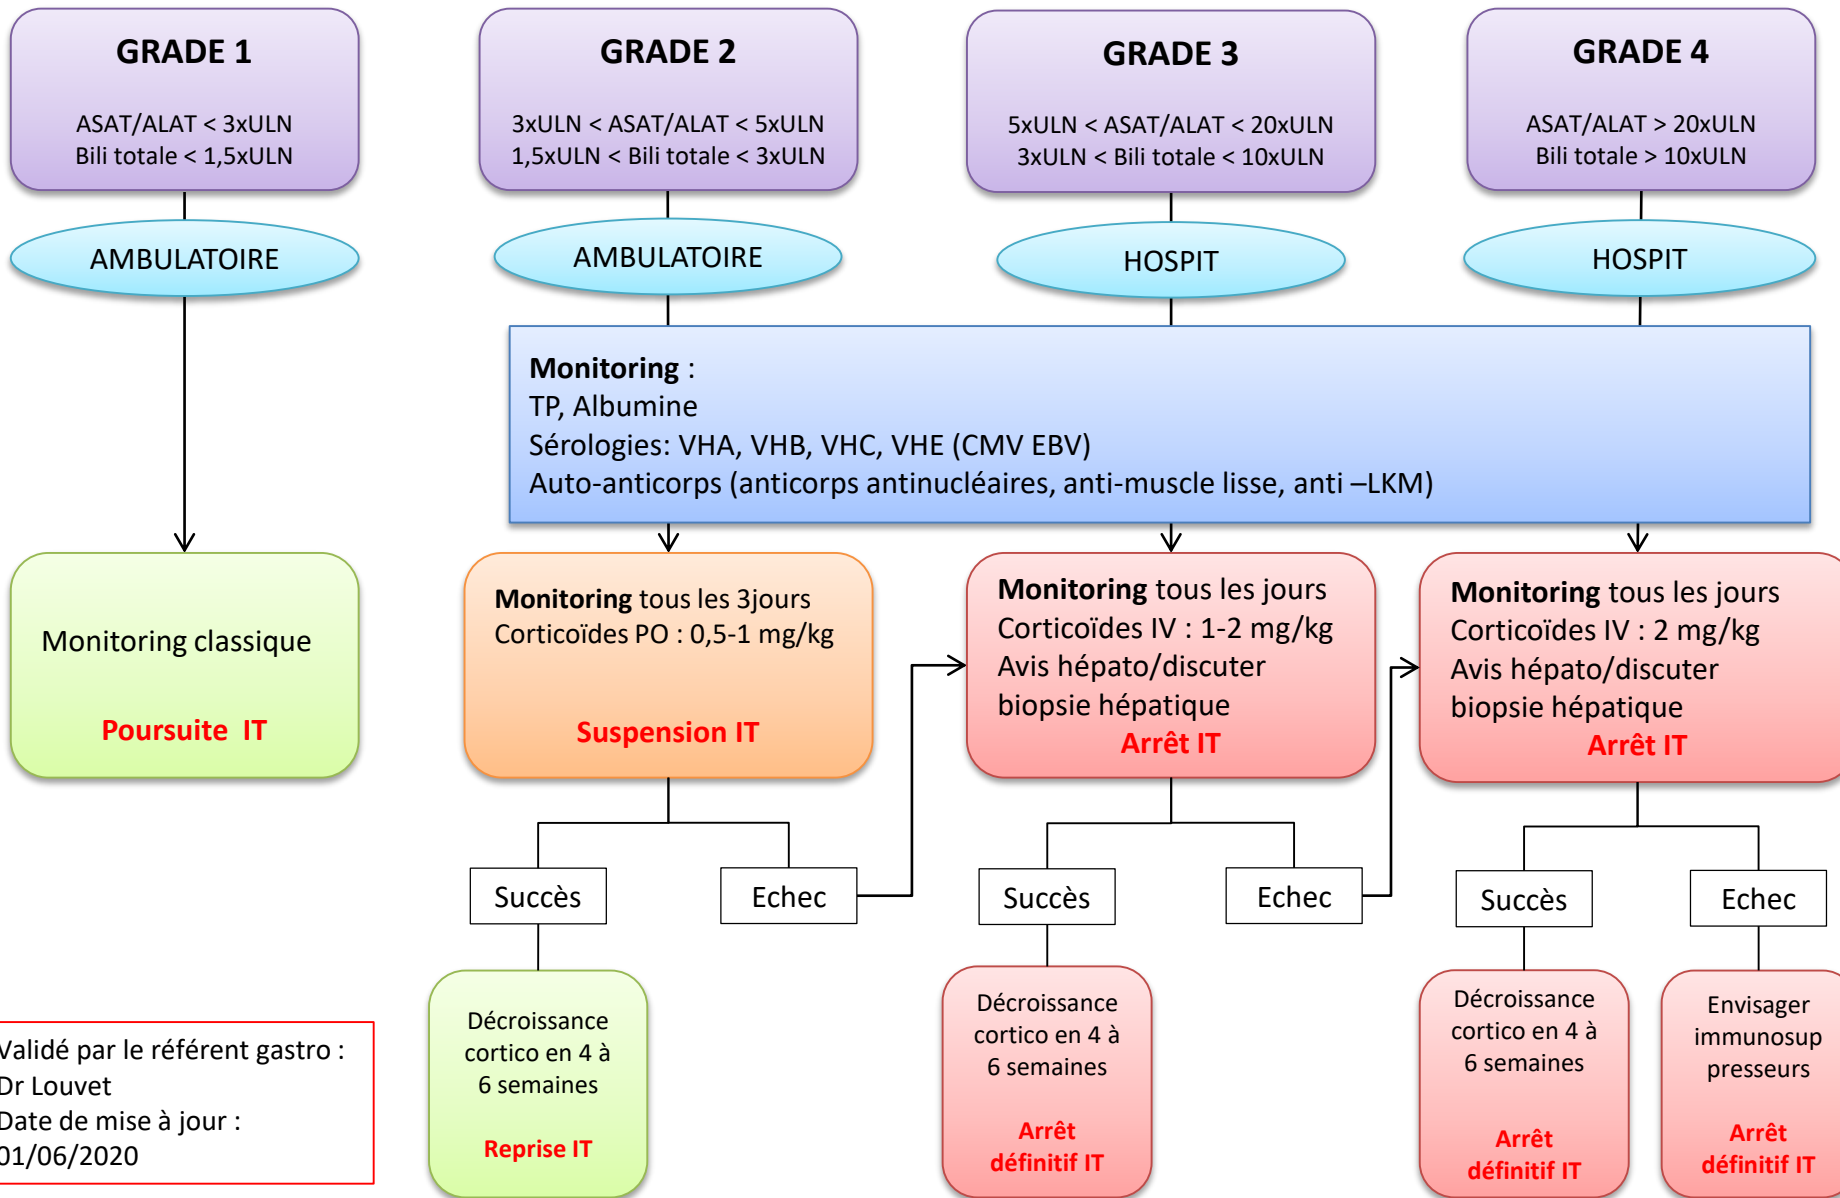 GRADE 1
ASAT/ALAT < 3xULN
Bili totale < 1,5xULN
GRADE 2
3xULN < ASAT/ALAT < 5xULN
1,5xULN < Bili totale < 3xULN
GRADE 3
5xULN < ASAT/ALAT < 20xULN
3xULN < Bili totale < 10xULN
GRADE 4
ASAT/ALAT > 20xULN
Bili totale > 10xULN
AMBULATOIRE
AMBULATOIRE
HOSPIT
HOSPIT
Monitoring :
TP, Albumine
Sérologies: VHA, VHB, VHC, VHE (CMV EBV)
Auto-anticorps (anticorps antinucléaires, anti-muscle lisse, anti –LKM)
Monitoring classique
Poursuite IT
Monitoring tous les 3jours
Corticoïdes PO : 0,5-1 mg/kg
Suspension IT
Monitoring tous les jours
Corticoïdes IV : 1-2 mg/kg
Avis hépato/discuter
biopsie hépatique
Arrêt IT
Monitoring tous les jours
Corticoïdes IV : 2 mg/kg
Avis hépato/discuter
biopsie hépatique
Arrêt IT
Succès
Echec
Succès
Echec
Succès
Echec
Décroissance
cortico en 4 à
6 semaines
Reprise IT
Décroissance
cortico en 4 à
6 semaines
Arrêt
définitif IT
Décroissance
cortico en 4 à
6 semaines
Arrêt
définitif IT
Envisager
immunosup
presseurs
Arrêt
définitif IT
Validé par le référent gastro :
Dr Louvet
Date de mise à jour :
01/06/2020